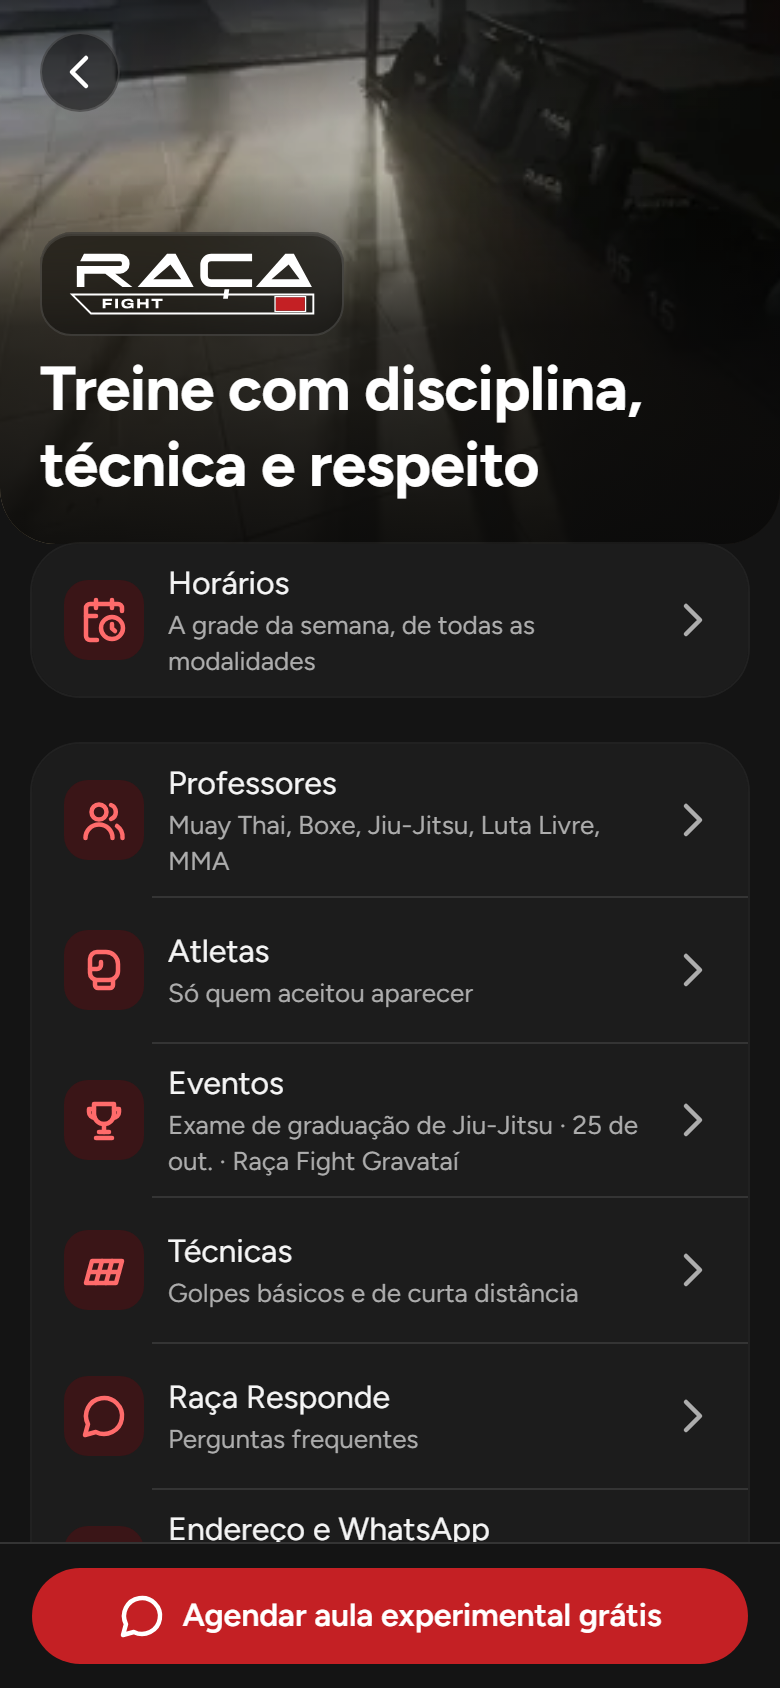 RAÇA
FIGHT
Treine com disciplina,
técnica e respeito
Horários
A grade da semana, de todas as
modalidades
Professores
Muay Thai, Boxe, Jiu-Jitsu, Luta Livre,
MMA
Atletas
Só quem aceitou aparecer
Eventos
Exame de graduação de Jiu-Jitsu · 25 de
out. · Raça Fight Gravataí
Técnicas
Golpes básicos e de curta distância
Raça Responde
Perguntas frequentes
Endereço e WhatsApp
Agendar aula experimental grátis